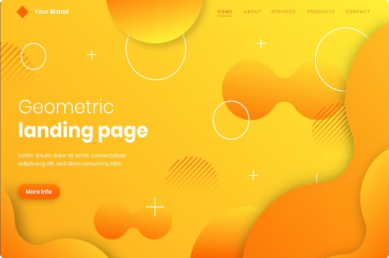 Your Brand
HOME ABOUT SERVICES PRODUCTS CONTACT
Geometric
landing page
Lorem ipsum dolor sit amet, consectetuer
adipiscing elit, sed diam nonummy nibh
More info